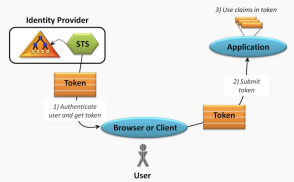 Identity Provider
STS
Token
1) Authenticate
user and get token
Browser or Client
User
Token
2) Submit
token
Application
3) Use claims in token